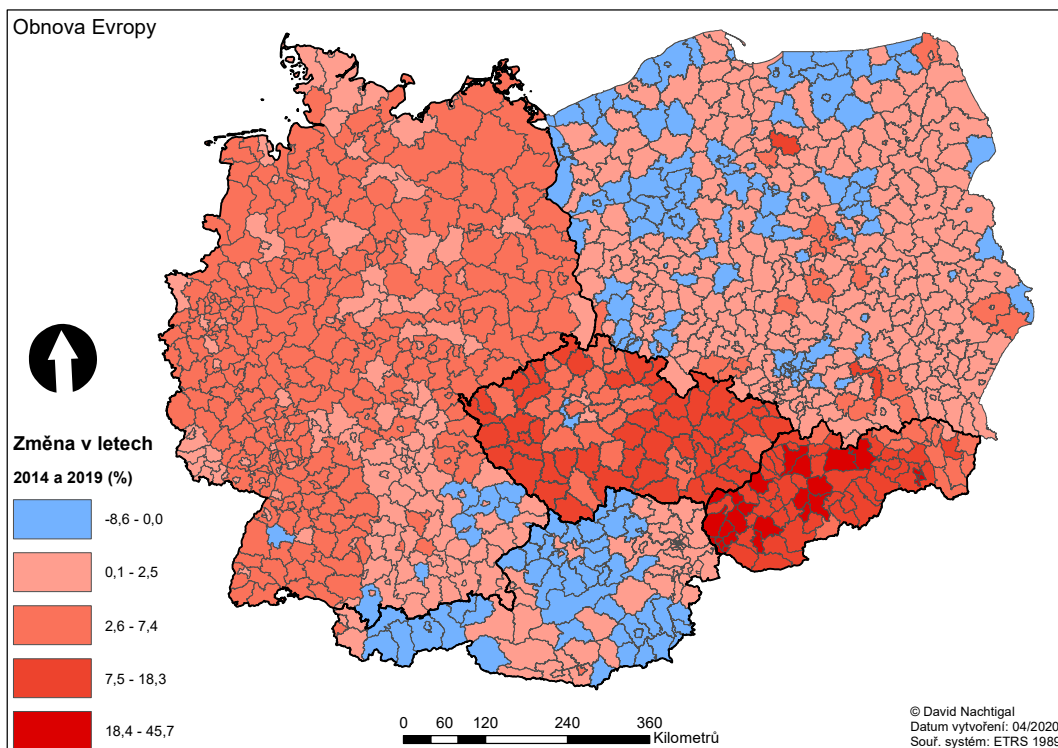 Obnova Evropy
Změna v letech
2014 a 2019 (%)
-8,6 - 0,0
0,1 - 2,5
2,6 - 7,4
7,5 - 18,3
18,4 - 45,7
0 60 120 240 360
Kilometrů
© David Nachtigal
Datum vytvoření: 04/2020
Souř. systém: ETRS 1989